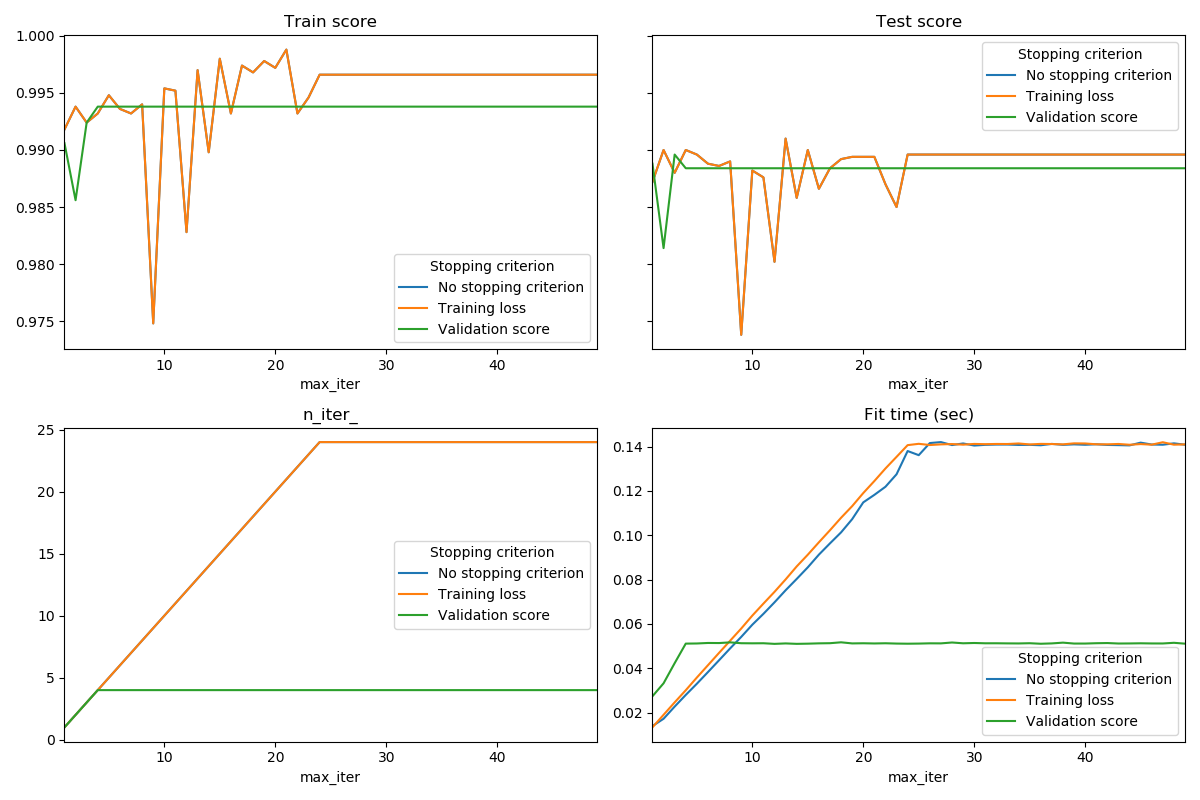 Train score
1.000
0.995
0.990
0.985
0.980
0.975
10
20
30
40
max_iter
Stopping criterion
No stopping criterion
Training loss
Validation score
Test score
Stopping criterion
No stopping criterion
Training loss
Validation score
10
20
30
40
max_iter
n_iter_
25
20
15
10
5
0
Stopping criterion
No stopping criterion
Training loss
Validation score
10
20
30
40
max_iter
Fit time (sec)
0.14
0.12
0.10
0.08
0.06
0.04
0.02
Stopping criterion
No stopping criterion
Training loss
Validation score
10
20
30
40
max_iter